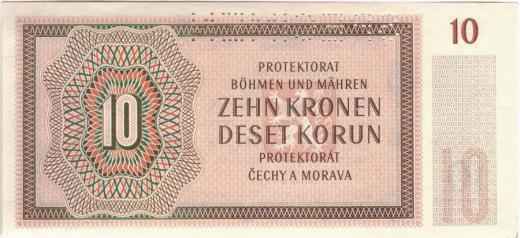 10
PROTEKTORAT
BÖHMEN UND MÄHREN
10
ZEHN KRONEN
DESET KORUN
PROTEKTORÁT
ČECHY A MORAVA
10